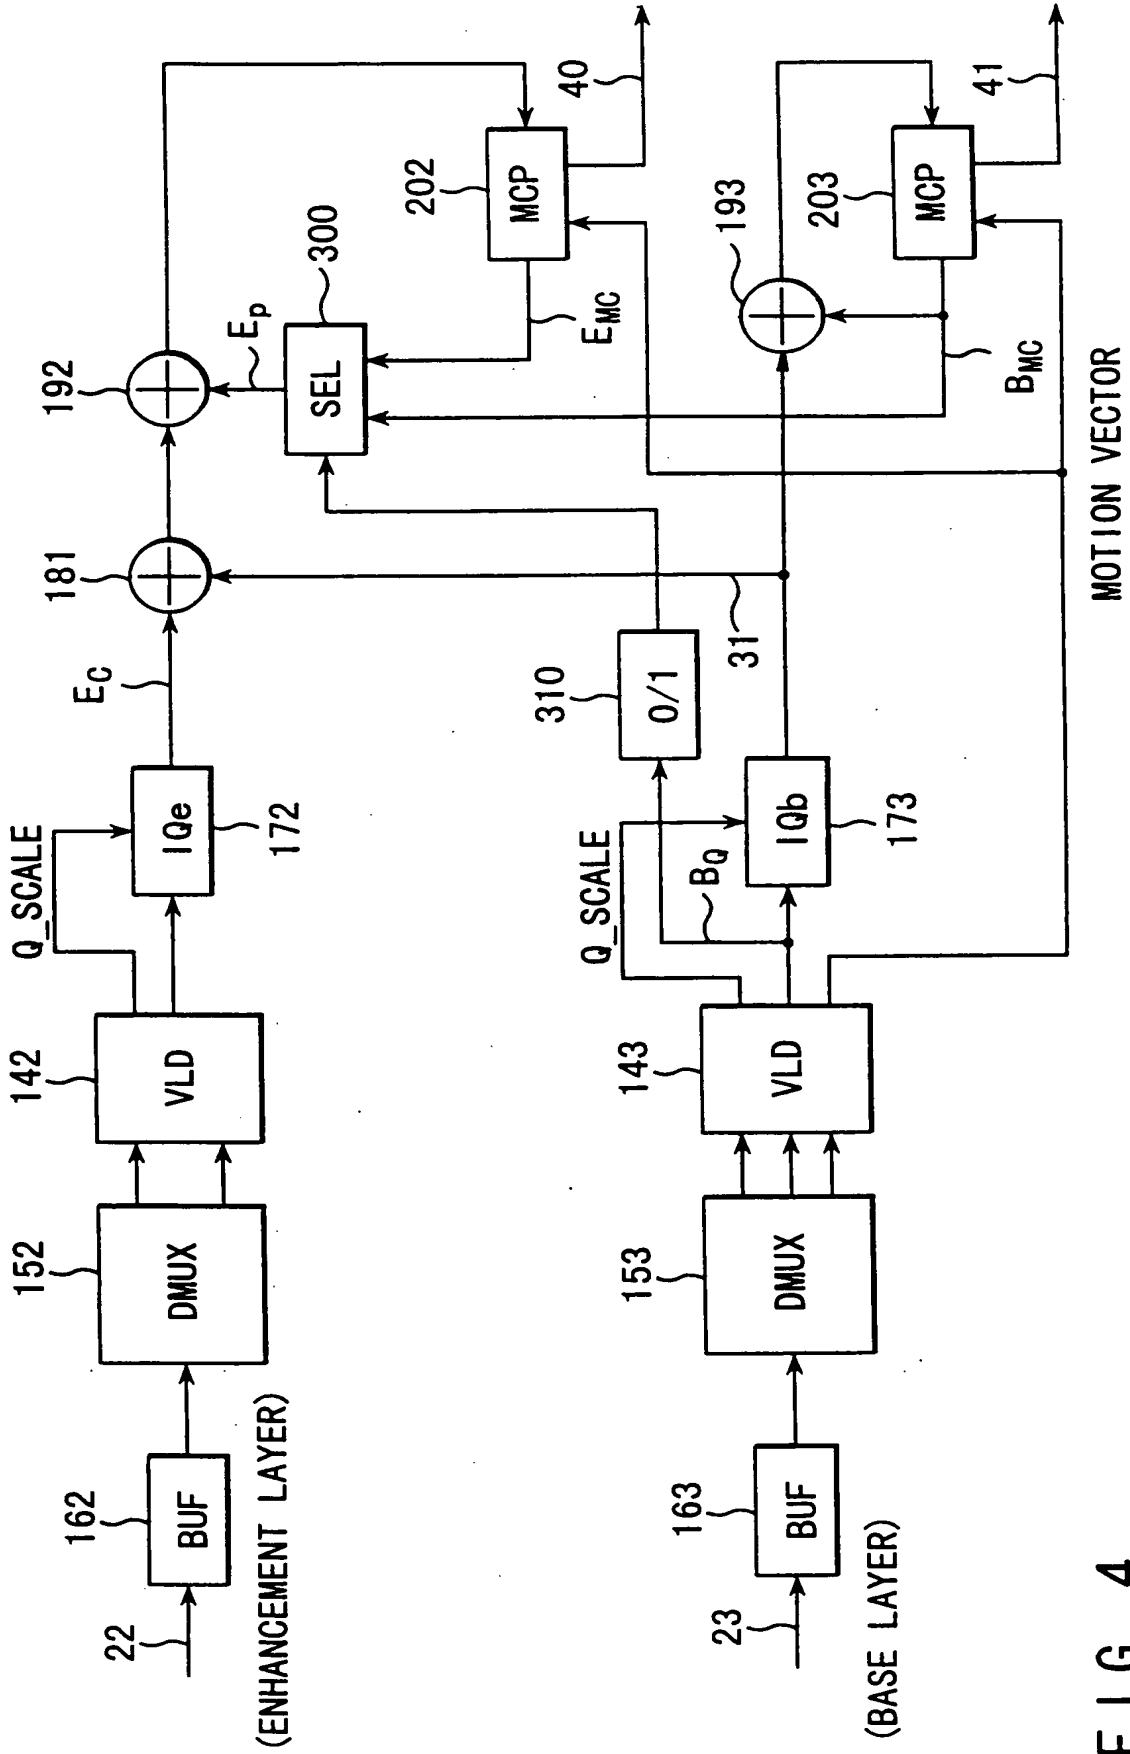 22
162
BUF
(ENHANCEMENT LAYER)
152
DMUX
142
VLD
Q_SCALE
IQe
172
EC
181
192
Ep
300
SEL
EMC
202
MCP
40
23
163
BUF
(BASE LAYER)
153
DMUX
143
VLD
Q_SCALE
BQ
IQb
173
310
0/1
31
193
BMC
203
MCP
41
MOTION VECTOR
FIG. 4